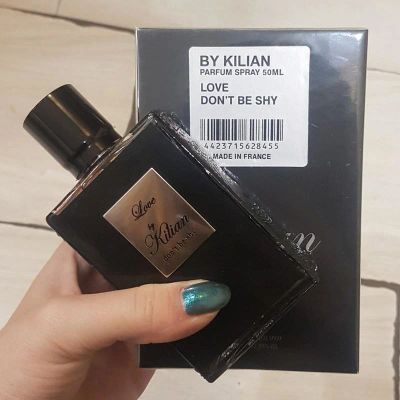 BY KILIAN
PARFUM SPRAY 50ML
LOVE
DON'T BE SHY
4423715628455
MADE IN FRANCE
Love
by
Kilian
don't be shy